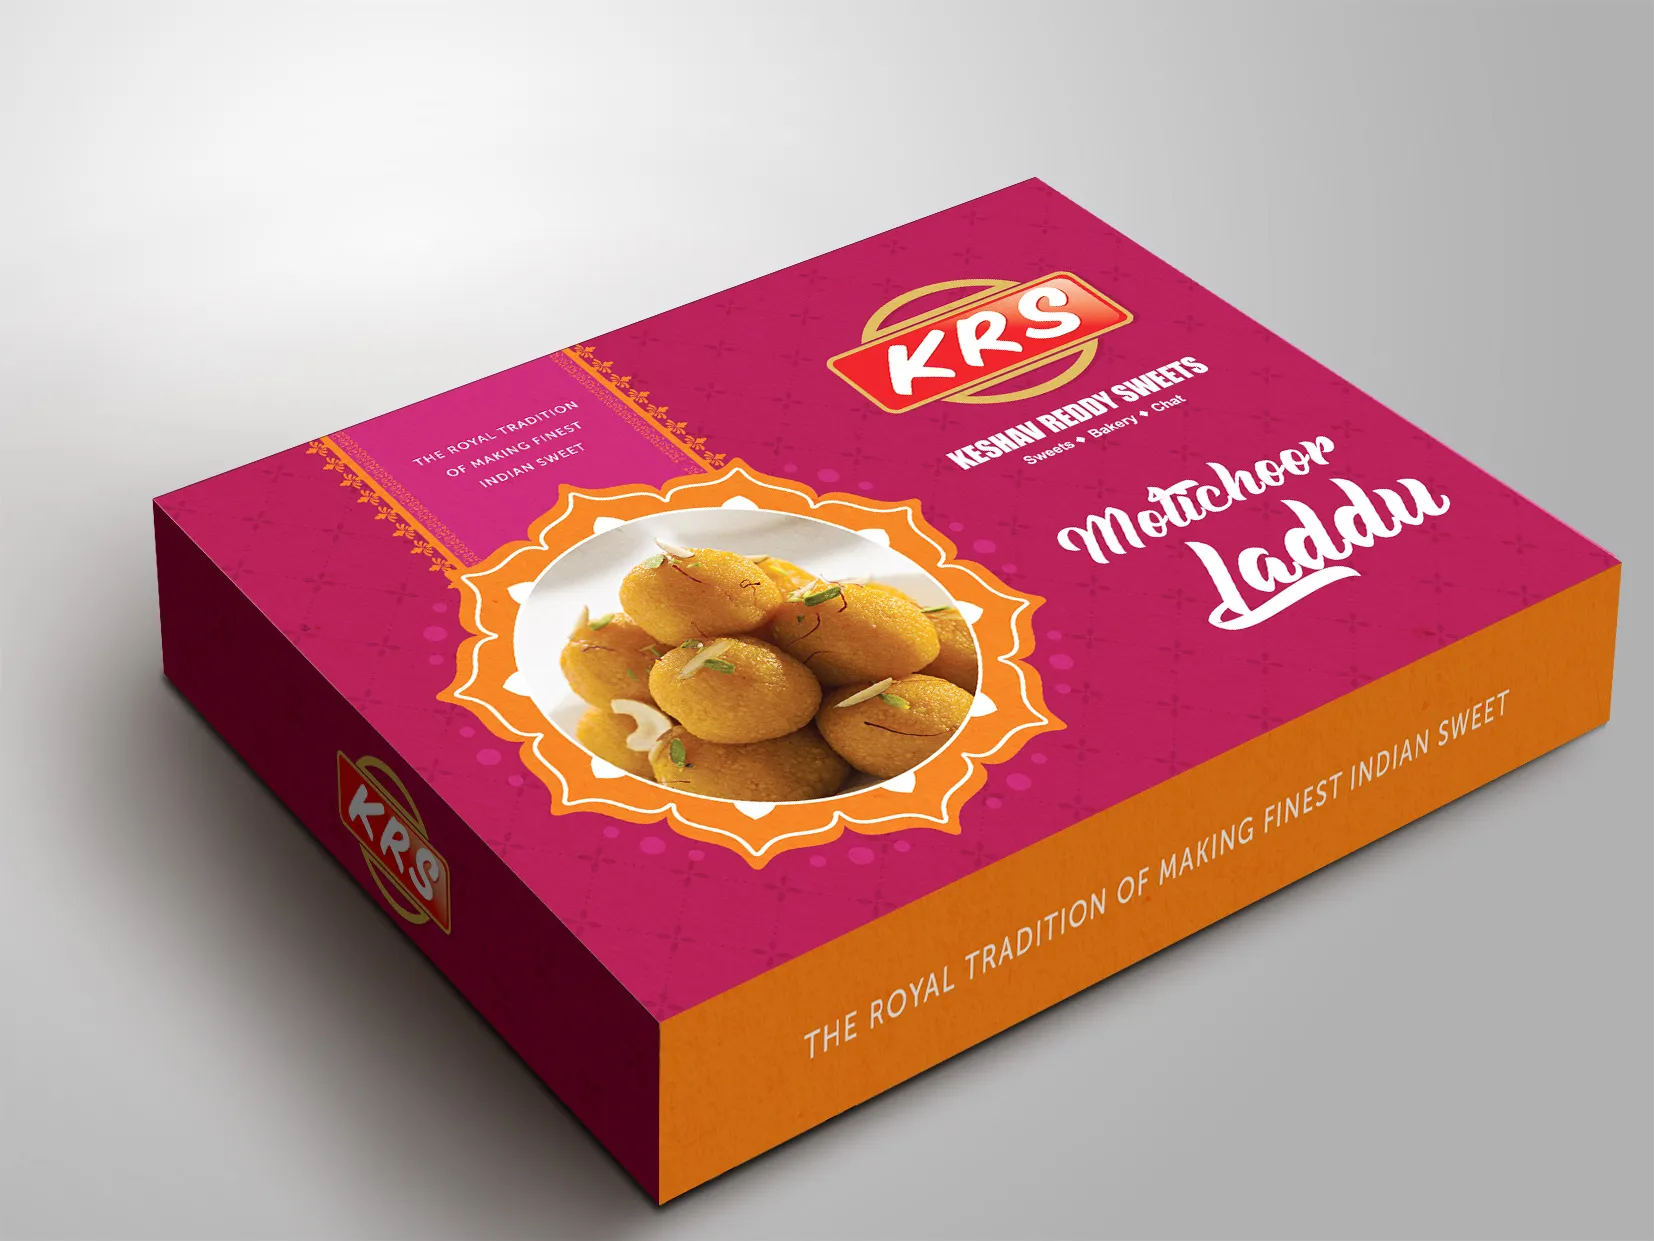 KRS
KESHAV REDDY SWEETS
Sweets ◆ Bakery ◆ Chat
Motichoor
Laddu
THE ROYAL TRADITION
OF MAKING FINEST
INDIAN SWEET
KRS
THE ROYAL TRADITION OF MAKING FINEST INDIAN SWEET